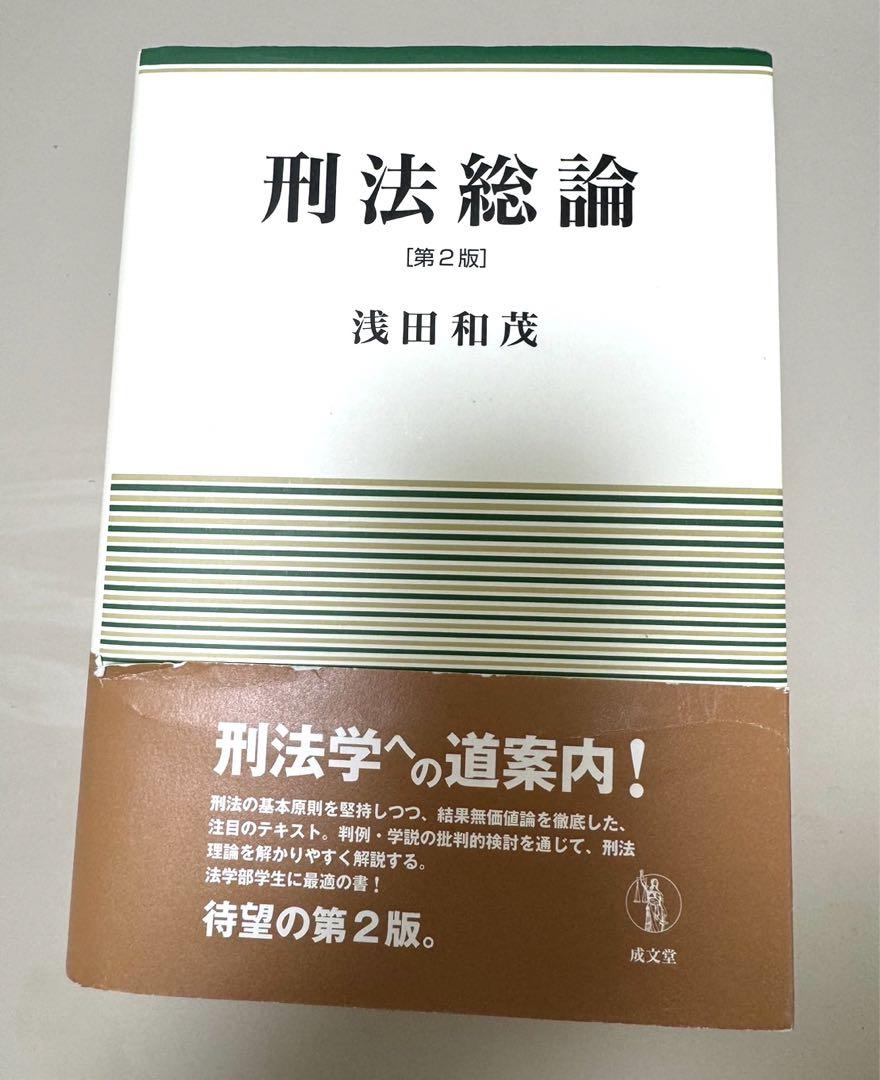 刑法総論
[第2版]
浅田和茂
刑法学への道案内！
刑法の基本原則を堅持しつつ、結果無価値論を徹底した、
注目のテキスト。判例・学説の批判的検討を通じて、刑法
理論を解かりやすく解説する。
法学部学生に最適の書！
待望の第2版。
成文堂